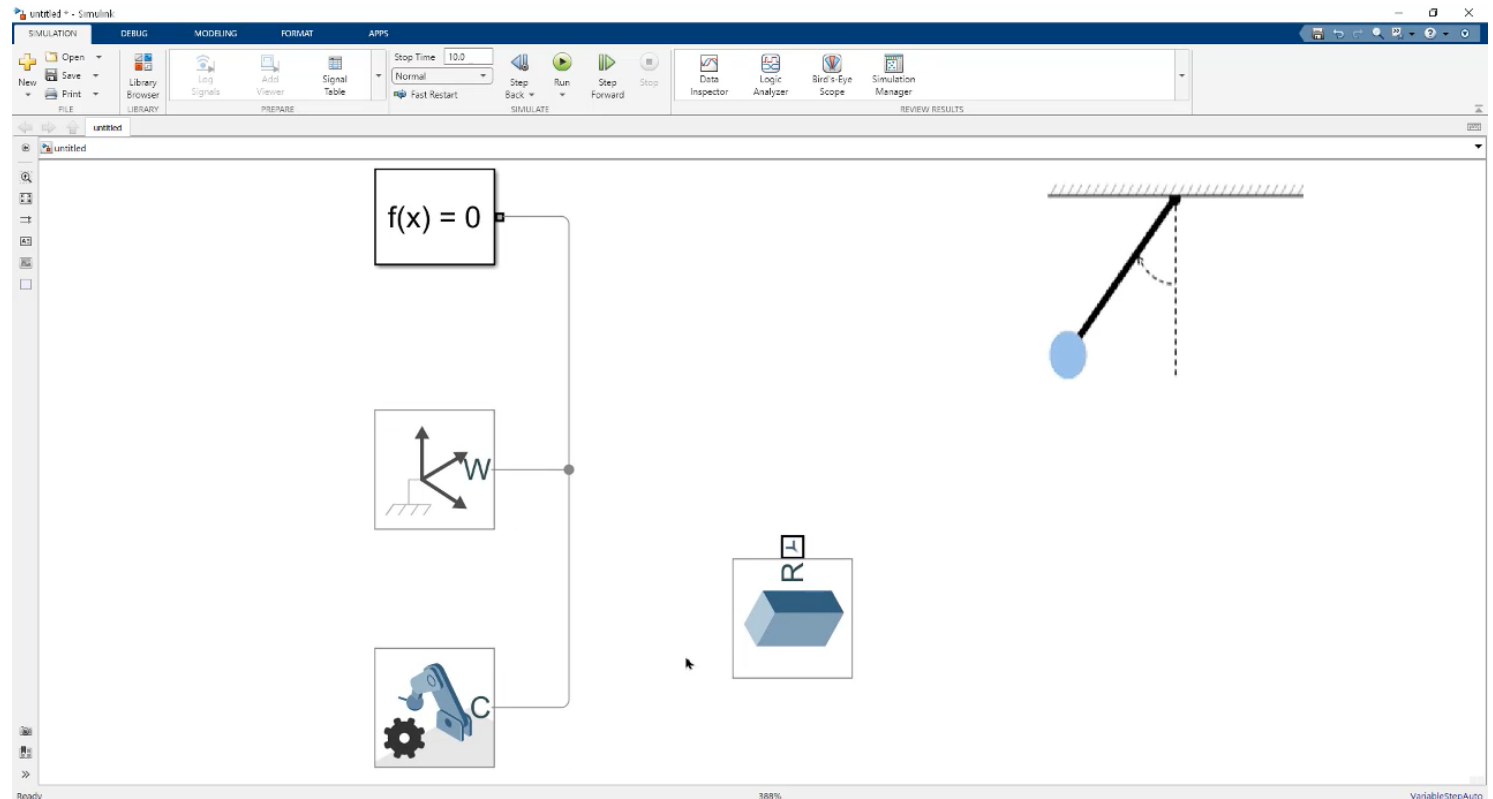 untitled * - Simulink
SIMULATION DEBUG MODELING FORMAT APPS
New
Open
Save
Print
FILE
Library Browser
LIBRARY
Log Signals
Add Viewer
Signal Table
PREPARE
Stop Time 10.0
Normal
Fast Restart
Step Back
Run
Step Forward
Stop
SIMULATE
Data Inspector
Logic Analyzer
Bird's-Eye Scope
Simulation Manager
REVIEW RESULTS
untitled
untitled
f(x) = 0
W
R
C
Ready 388% VariableStepAuto